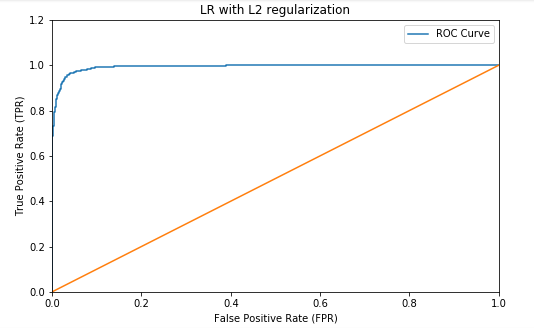 LR with L2 regularization
ROC Curve
True Positive Rate (TPR)
1.2
1.0
0.8
0.6
0.4
0.2
0.0
0.0 0.2 0.4 0.6 0.8 1.0
False Positive Rate (FPR)